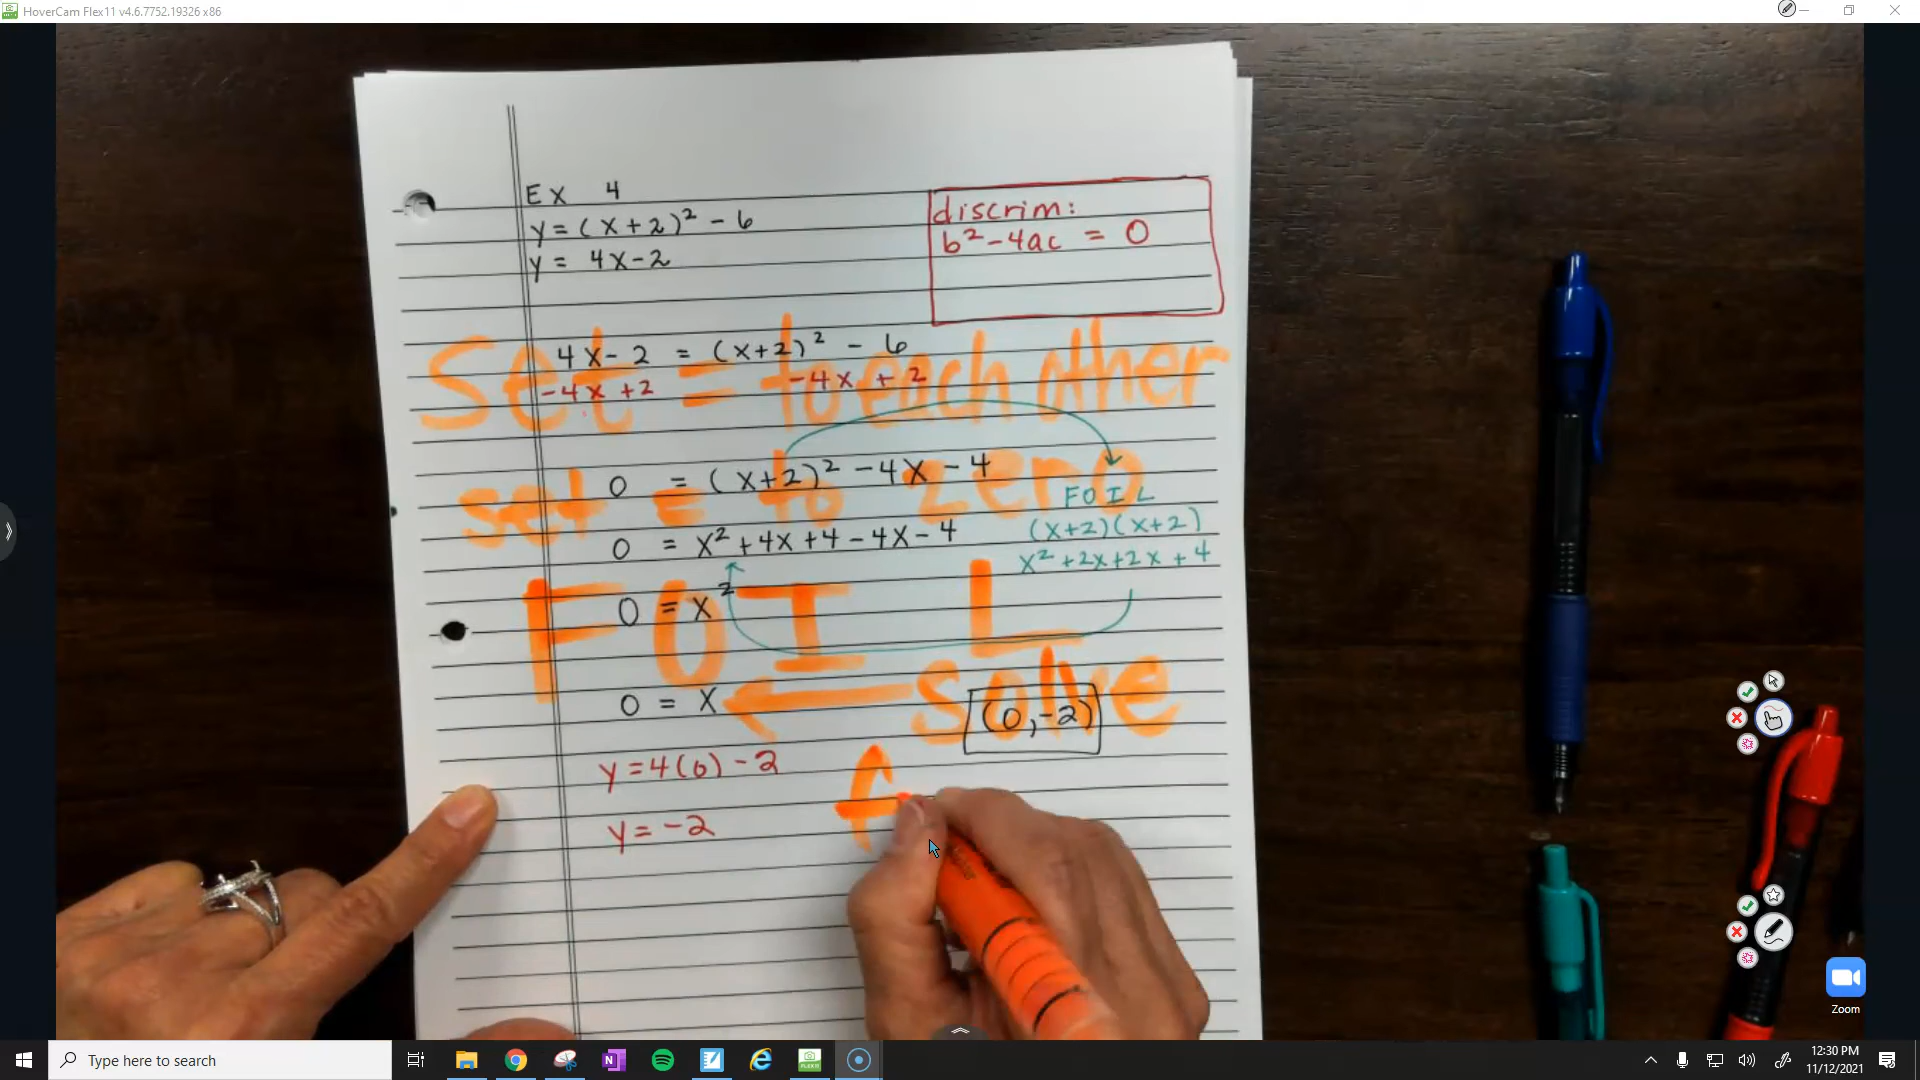 HoverCam Flex11 v4.6.7752.19326 x86
EX 4
y = (x+2)² - 6
y = 4x-2
discrim:
b²-4ac = 0
4x-2 = (x+2)² - 6
-4x+2 -4x+2
Set = to each other
0 = (x+2)² - 4x - 4
set = to zero
FOIL
(x+2)(x+2)
0 = x² + 4x + 4 - 4x - 4
x² + 2x + 2x + 4
0 = x²
FOIL
0 = x
solve
(0, -2)
y = 4(0) - 2
f
y = -2
Zoom
Type here to search
12:30 PM
11/12/2021